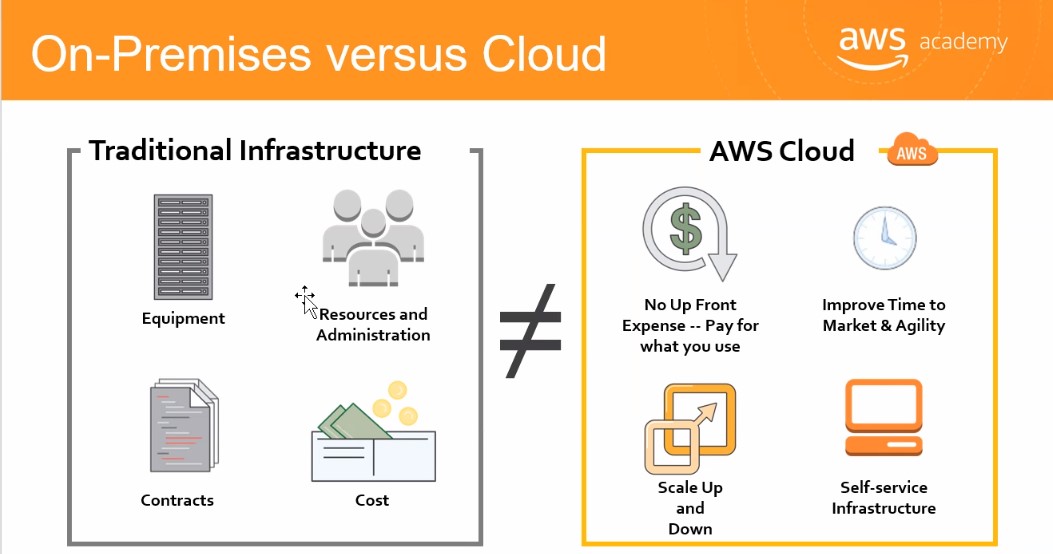 On-Premises versus Cloud
aws academy
Traditional Infrastructure
Equipment
Resources and
Administration
Contracts
Cost
≠
AWS Cloud
AWS
$
No Up Front
Expense -- Pay for
what you use
Improve Time to
Market & Agility
Scale Up
and
Down
Self-service
Infrastructure